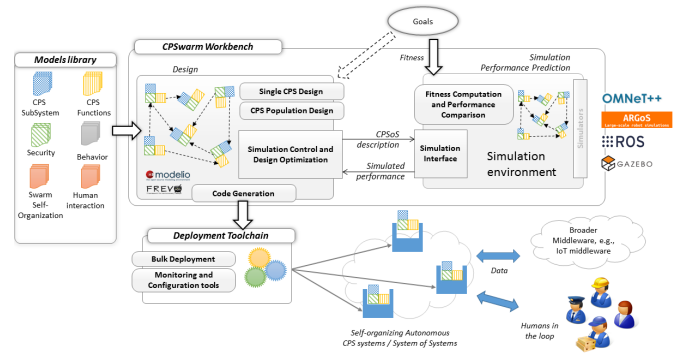 Goals
CPSwarm Workbench
Models library
CPS
SubSystem
CPS
Functions
Security
Behavior
Swarm
Self-
Organization
Human
interaction
Design
Single CPS Design
CPS Population Design
Simulation Control and
Design Optimization
modelio
FREVO
Code Generation
Fitness
Simulation
Performance Prediction
Fitness Computation
and Performance
Comparison
CPSoS
description
Simulated
performance
Simulation
Interface
Simulation
environment
Simulators
OMNeT++
ARGoS
Large-scale robot simulations
ROS
GAZEBO
Deployment Toolchain
Bulk Deployment
Monitoring and
Configuration tools
Self-organizing Autonomous
CPS systems / System of Systems
Data
Broader
Middleware, e.g.,
IoT middleware
Humans in
the loop